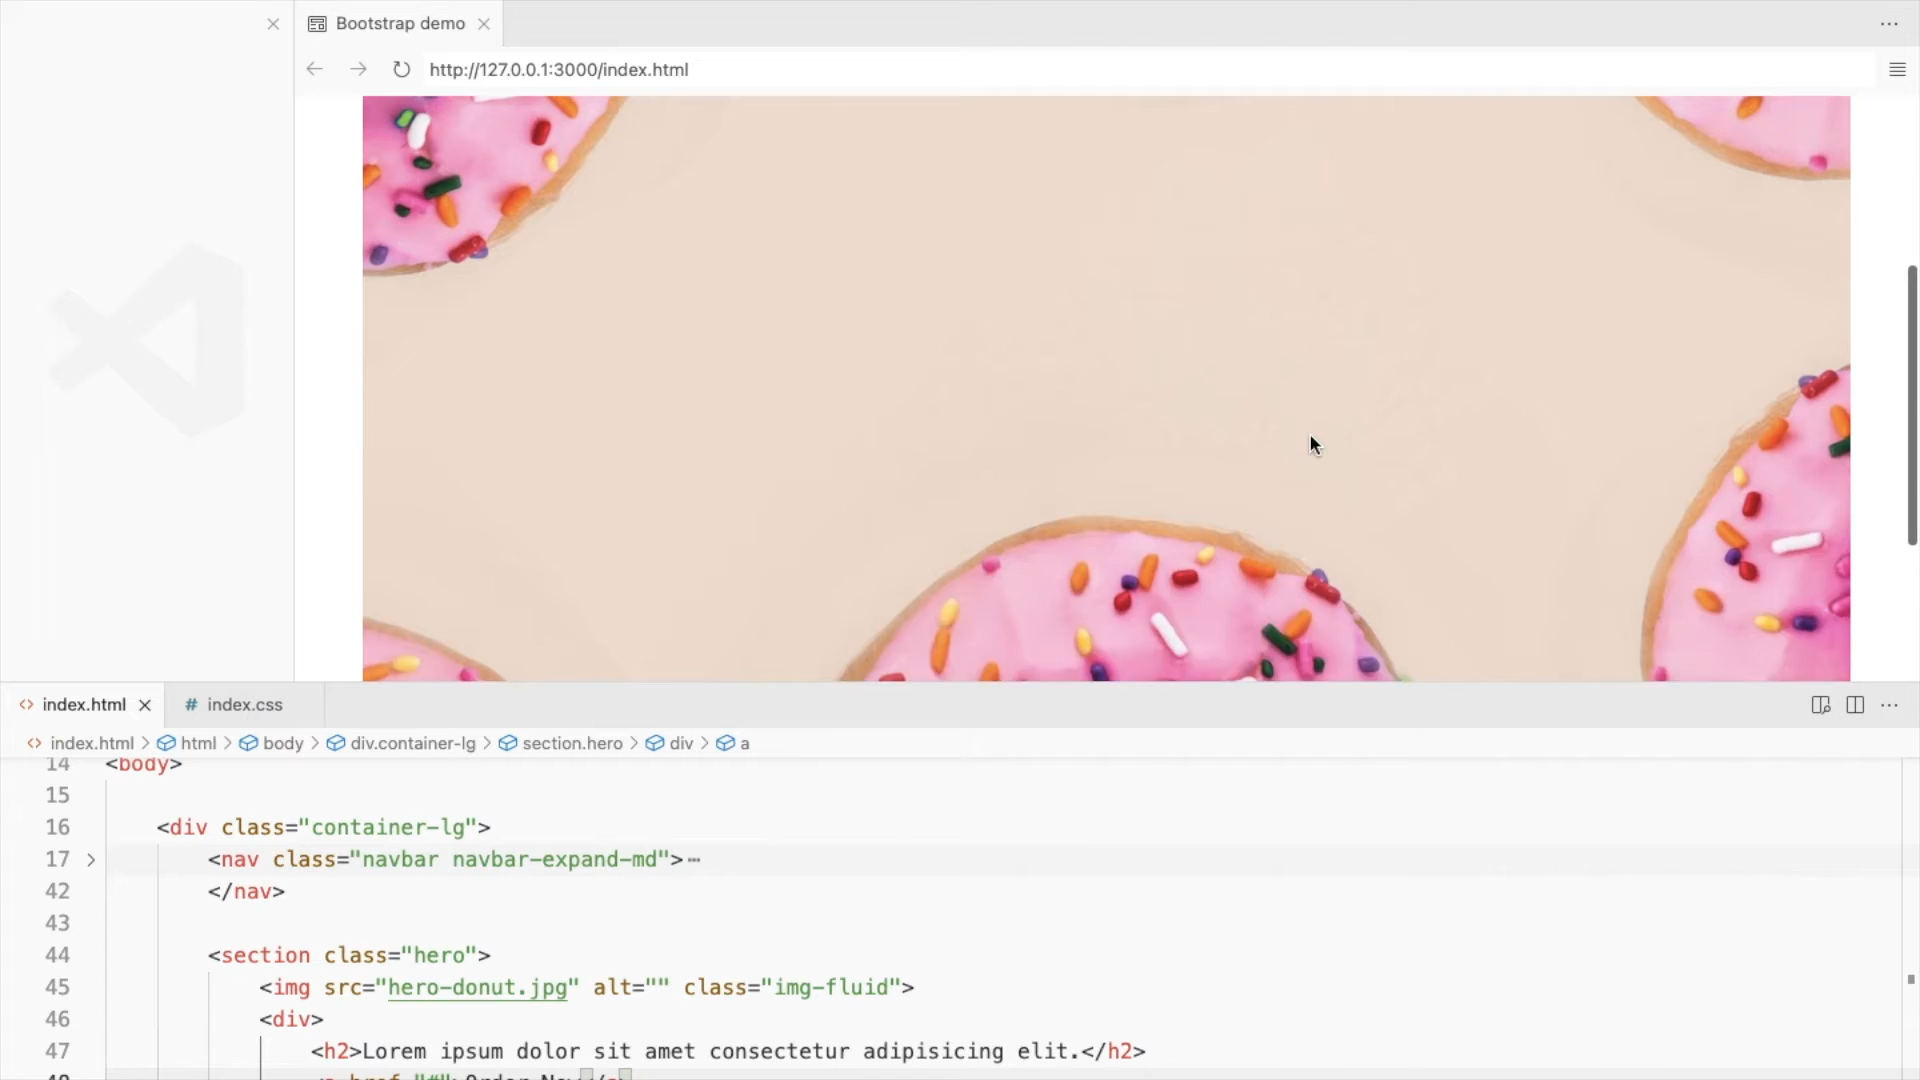 Bootstrap demo
http://127.0.0.1:3000/index.html
index.html
# index.css
index.html > html > body > div.container-lg > section.hero > div > a
14 <body>
15
16 <div class="container-lg">
17 <nav class="navbar navbar-expand-md">
42 </nav>
43
44 <section class="hero">
45 <img src="hero-donut.jpg" alt="" class="img-fluid">
46 <div>
47 <h2>Lorem ipsum dolor sit amet consectetur adipisicing elit.</h2>